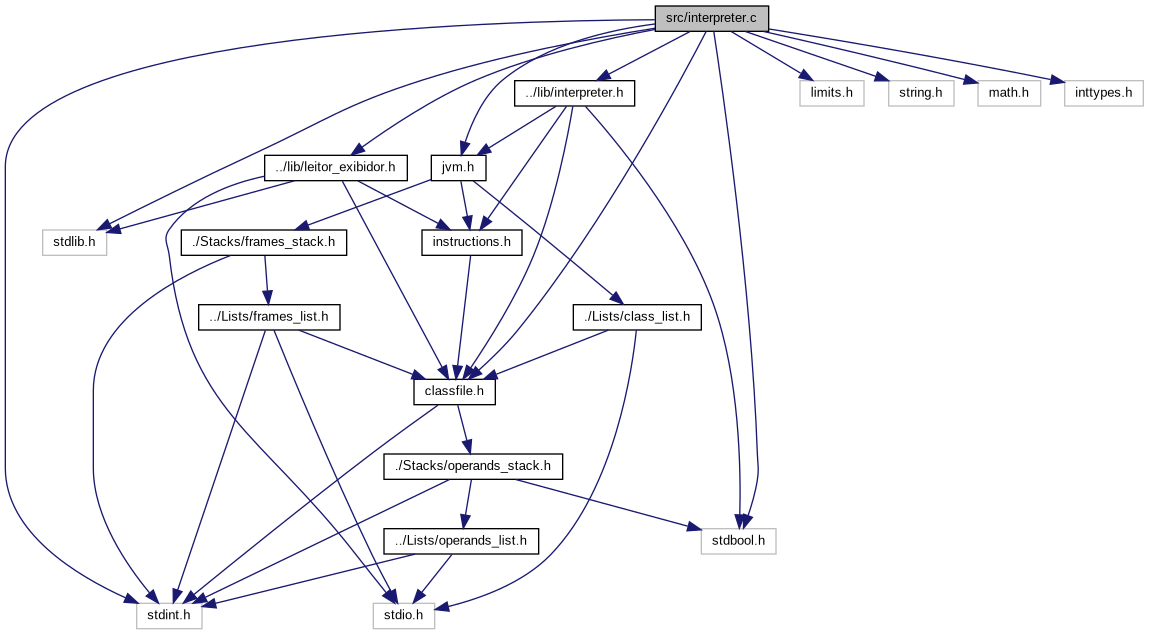 src/interpreter.c
../lib/interpreter.h
limits.h
string.h
math.h
inttypes.h
../lib/leitor_exibidor.h
jvm.h
stdlib.h
./Stacks/frames_stack.h
instructions.h
../Lists/frames_list.h
./Lists/class_list.h
classfile.h
./Stacks/operands_stack.h
../Lists/operands_list.h
stdbool.h
stdint.h
stdio.h